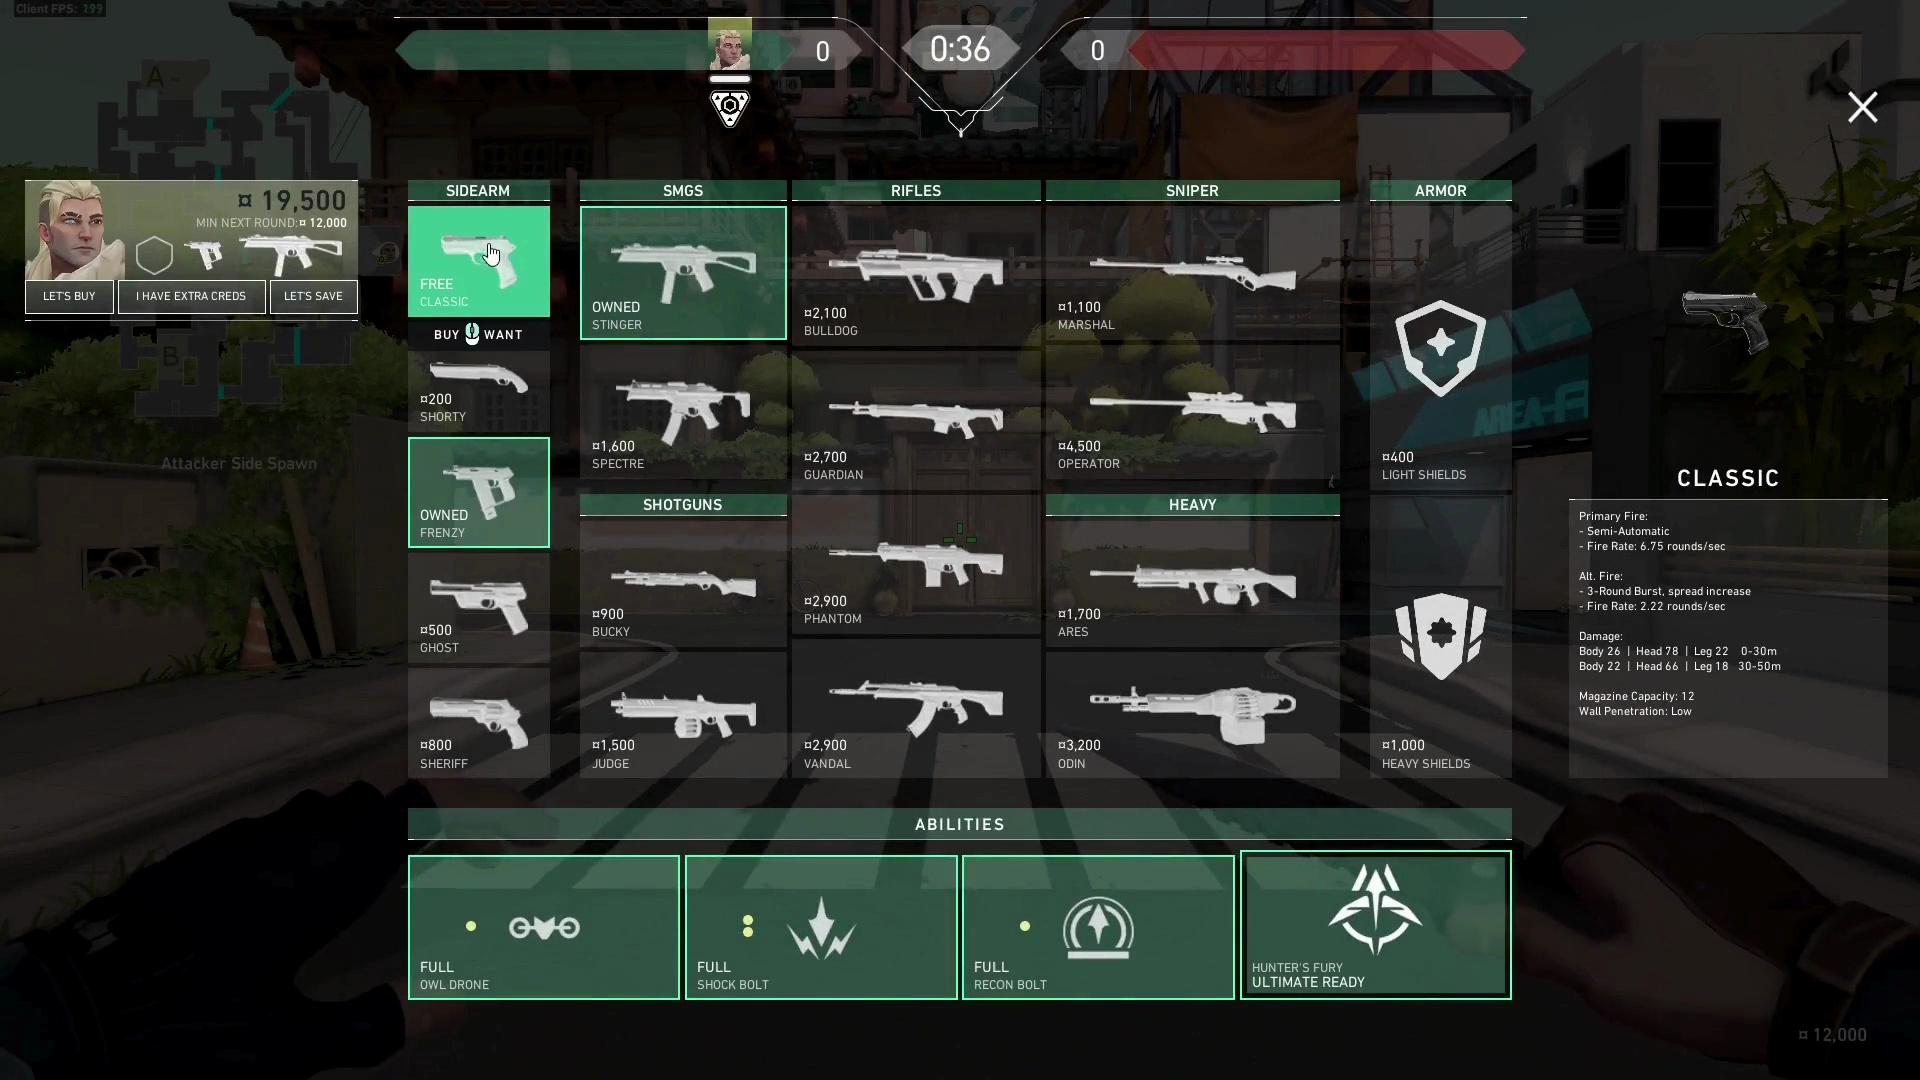 Client FPS: 199
0
0:36
0
A
¤ 19,500
MIN NEXT ROUND:¤ 12,000
LET'S BUY
I HAVE EXTRA CREDS
LET'S SAVE
B
Attacker Side Spawn
SIDEARM
FREE
CLASSIC
BUY WANT
¤200
SHORTY
OWNED
FRENZY
¤500
GHOST
¤800
SHERIFF
SMGS
OWNED
STINGER
¤1,600
SPECTRE
SHOTGUNS
¤900
BUCKY
¤1,500
JUDGE
RIFLES
¤2,100
BULLDOG
¤2,700
GUARDIAN
¤2,900
PHANTOM
¤2,900
VANDAL
SNIPER
¤1,100
MARSHAL
¤4,500
OPERATOR
HEAVY
¤1,700
ARES
¤3,200
ODIN
ARMOR
¤400
LIGHT SHIELDS
¤1,000
HEAVY SHIELDS
AREA-F
CLASSIC
Primary Fire:
- Semi-Automatic
- Fire Rate: 6.75 rounds/sec
Alt. Fire:
- 3-Round Burst, spread increase
- Fire Rate: 2.22 rounds/sec
Damage:
Body 26 | Head 78 | Leg 22 0-30m
Body 22 | Head 66 | Leg 18 30-50m
Magazine Capacity: 12
Wall Penetration: Low
ABILITIES
FULL
OWL DRONE
FULL
SHOCK BOLT
FULL
RECON BOLT
HUNTER'S FURY
ULTIMATE READY
¤ 12,000